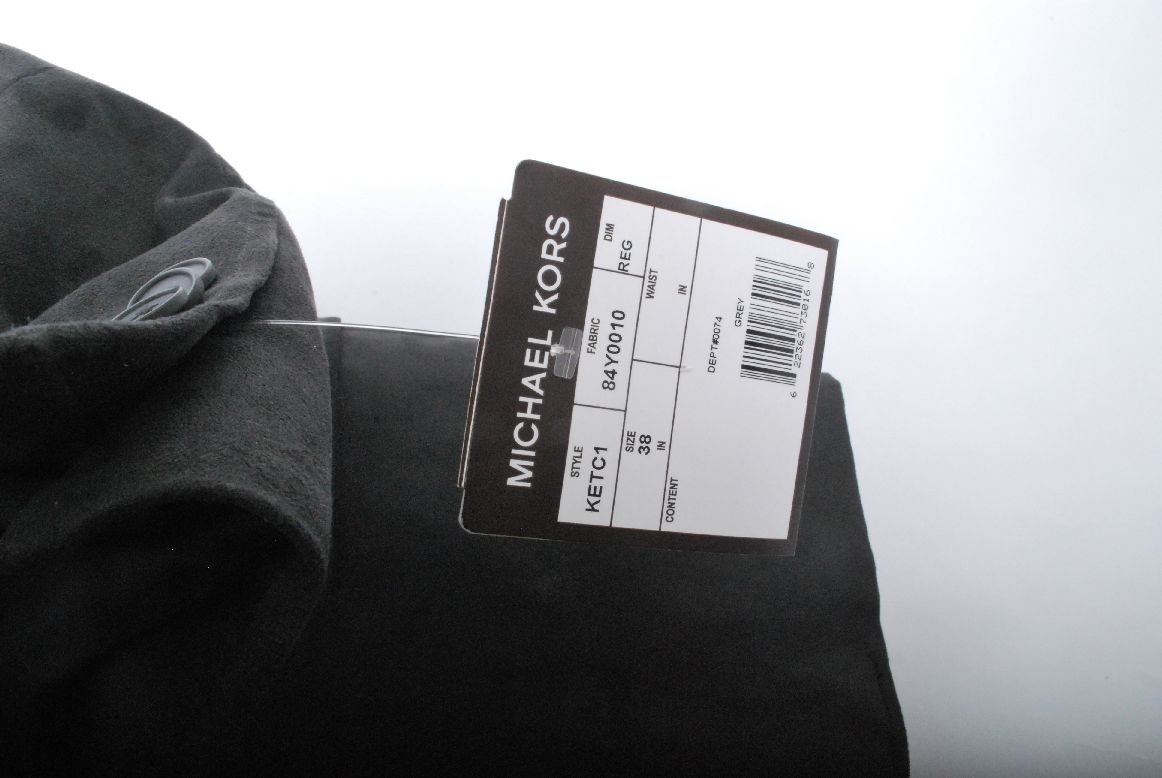 MICHAEL KORS
STYLE
KETC1
FABRIC
84Y0010
DIM
REG
SIZE
38
IN
WAIST
IN
CONTENT
DEPT#0074
GREY
6 22362 73016 8